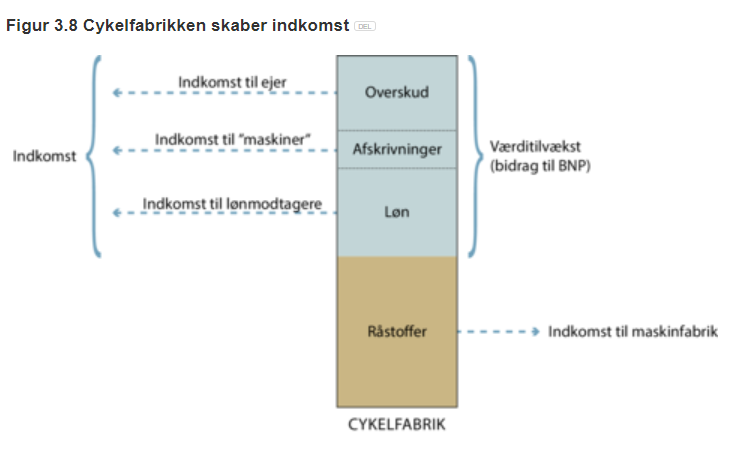 Figur 3.8 Cykelfabrikken skaber indkomst DEL
Indkomst til ejer
Overskud
Indkomst til "maskiner"
Afskrivninger
Indkomst
Værditilvækst
(bidrag til BNP)
Indkomst til lønmodtagere
Løn
Råstoffer
Indkomst til maskinfabrik
CYKELFABRIK